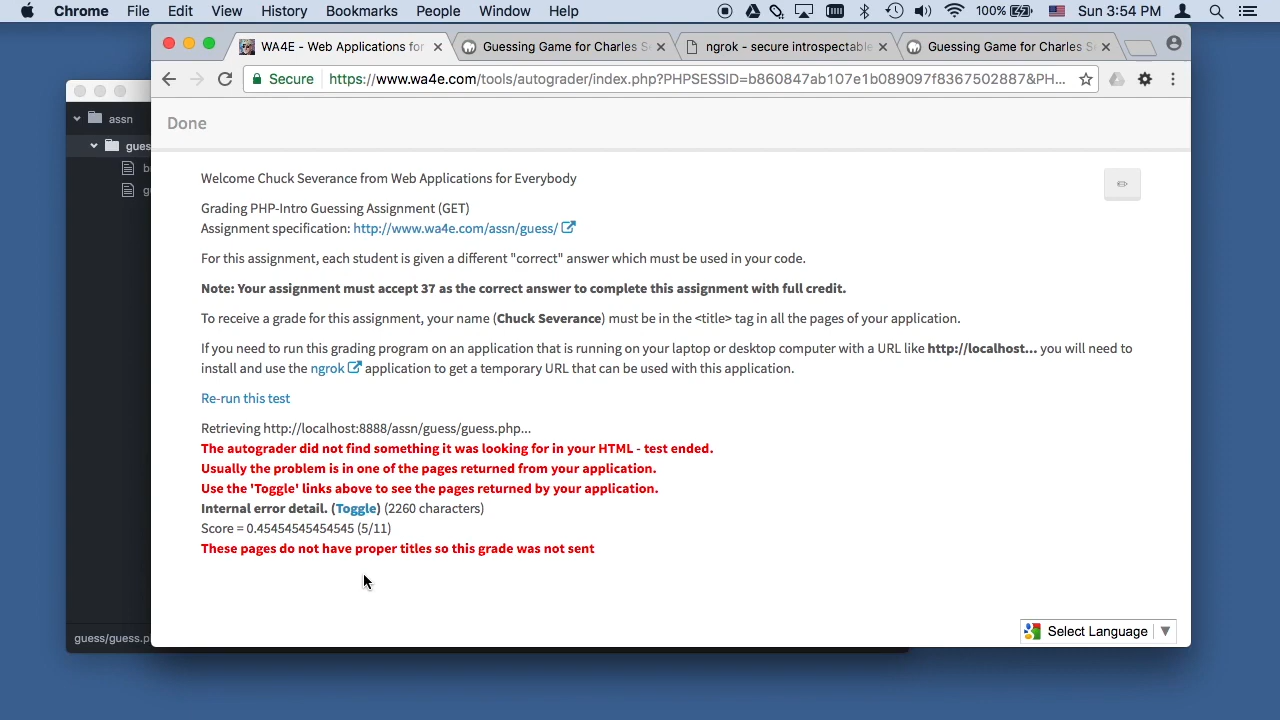 Chrome File Edit View History Bookmarks People Window Help 100% Sun 3:54 PM
WA4E - Web Applications for Guessing Game for Charles S ngrok - secure introspectable Guessing Game for Charles S
Secure https://www.wa4e.com/tools/autograder/index.php?PHPSESSID=b860847ab107e1b089097f8367502887&PH...
assn
Done
gues
b
g
Welcome Chuck Severance from Web Applications for Everybody
Grading PHP-Intro Guessing Assignment (GET)
Assignment specification: http://www.wa4e.com/assn/guess/
For this assignment, each student is given a different "correct" answer which must be used in your code.
Note: Your assignment must accept 37 as the correct answer to complete this assignment with full credit.
To receive a grade for this assignment, your name (Chuck Severance) must be in the <title> tag in all the pages of your application.
If you need to run this grading program on an application that is running on your laptop or desktop computer with a URL like http://localhost... you will need to
install and use the ngrok application to get a temporary URL that can be used with this application.
Re-run this test
Retrieving http://localhost:8888/assn/guess/guess.php...
The autograder did not find something it was looking for in your HTML - test ended.
Usually the problem is in one of the pages returned from your application.
Use the 'Toggle' links above to see the pages returned by your application.
Internal error detail. (Toggle) (2260 characters)
Score = 0.45454545454545 (5/11)
These pages do not have proper titles so this grade was not sent
Select Language
guess/guess.p